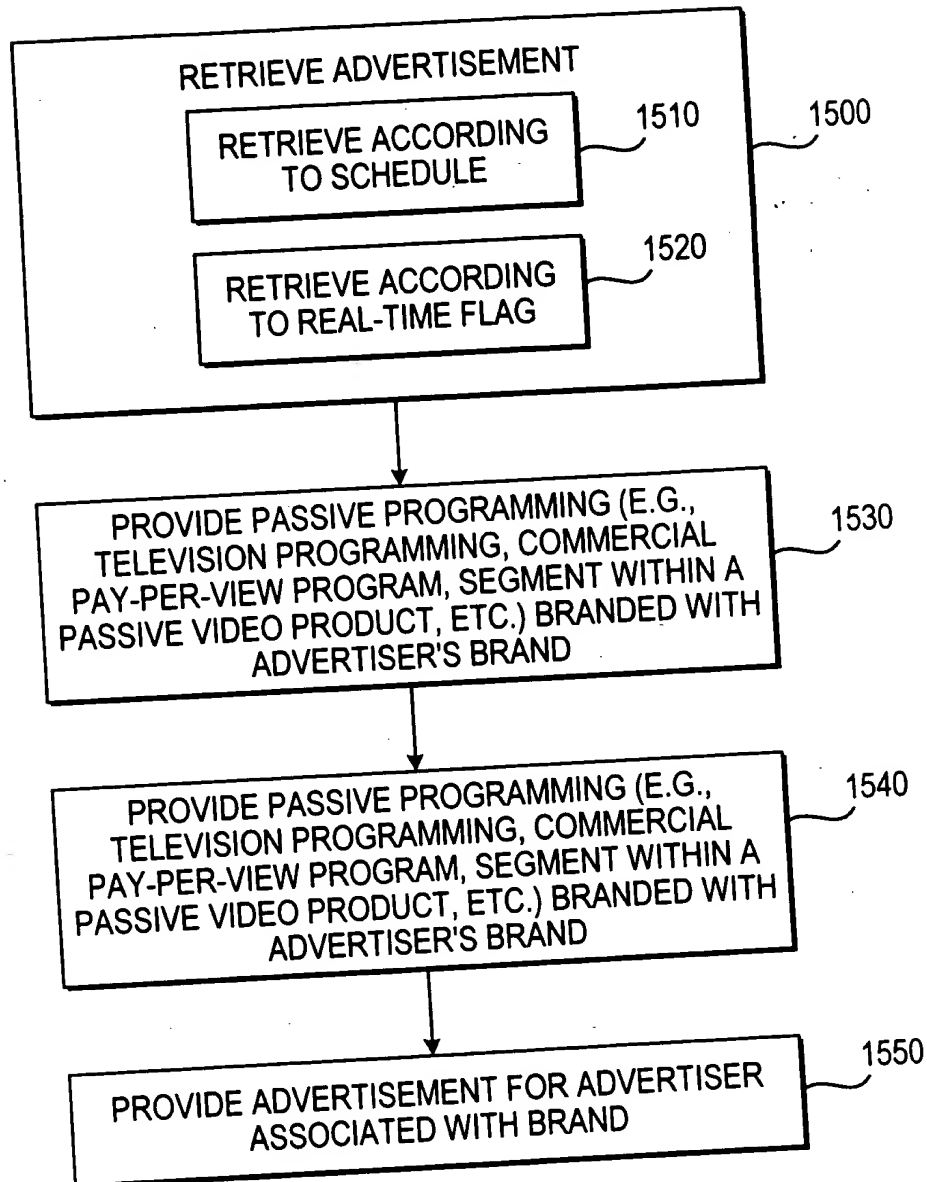 RETRIEVE ADVERTISEMENT
RETRIEVE ACCORDING
TO SCHEDULE
1510
1500
RETRIEVE ACCORDING
TO REAL-TIME FLAG
1520
PROVIDE PASSIVE PROGRAMMING (E.G.,
TELEVISION PROGRAMMING, COMMERCIAL
PAY-PER-VIEW PROGRAM, SEGMENT WITHIN A
PASSIVE VIDEO PRODUCT, ETC.) BRANDED WITH
ADVERTISER'S BRAND
1530
PROVIDE PASSIVE PROGRAMMING (E.G.,
TELEVISION PROGRAMMING, COMMERCIAL
PAY-PER-VIEW PROGRAM, SEGMENT WITHIN A
PASSIVE VIDEO PRODUCT, ETC.) BRANDED WITH
ADVERTISER'S BRAND
1540
PROVIDE ADVERTISEMENT FOR ADVERTISER
ASSOCIATED WITH BRAND
1550